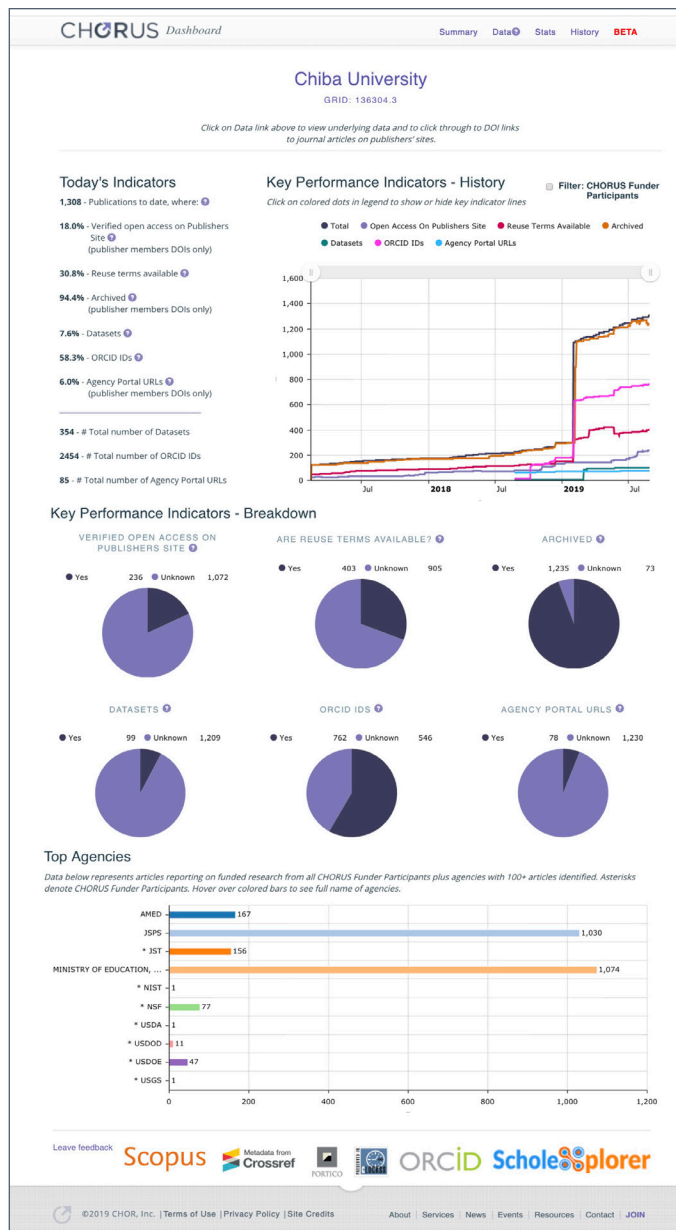 CHORUS Dashboard
Summary Data Stats History BETA
Chiba University
GRID: 136304.3
Click on Data link above to view underlying data and to click through to DOI links
to journal articles on publishers' sites.
Today's Indicators
1,308 - Publications to date, where:
18.0% - Verified open access on Publishers
Site
(publisher members DOIs only)
30.8% - Reuse terms available
94.4% - Archived
(publisher members DOIs only)
7.6% - Datasets
58.3% - ORCID IDs
6.0% - Agency Portal URLs
(publisher members DOIs only)
354 - # Total number of Datasets
2454 - # Total number of ORCID IDs
85 - # Total number of Agency Portal URLs
Key Performance Indicators - History
Filter: CHORUS Funder
Participants
Click on colored dots in legend to show or hide key indicator lines
Total Open Access On Publishers Site Reuse Terms Available Archived
Datasets ORCID IDs Agency Portal URLs
1,600
1,400
1,200
1,000
800
600
400
200
0
Jul 2018 Jul 2019 Jul
Key Performance Indicators - Breakdown
VERIFIED OPEN ACCESS ON
PUBLISHERS SITE
Yes 236 Unknown 1,072
ARE REUSE TERMS AVAILABLE?
Yes 403 Unknown 905
ARCHIVED
Yes 1,235 Unknown 73
DATASETS
Yes 99 Unknown 1,209
ORCID IDS
Yes 762 Unknown 546
AGENCY PORTAL URLS
Yes 78 Unknown 1,230
Top Agencies
Data below represents articles reporting on funded research from all CHORUS Funder Participants plus agencies with 100+ articles identified. Asterisks
denote CHORUS Funder Participants. Hover over colored bars to see full name of agencies.
AMED 167
JSPS 1,030
* JST 156
MINISTRY OF EDUCATION, ... 1,074
* NIST 1
* NSF 77
* USDA 1
* USDOD 11
* USDOE 47
* USGS 1
0 200 400 600 800 1,000 1,200
Leave feedback
Scopus
Metadata from
Crossref
PORTICO
ORCID
Scholexplorer
©2019 CHOR, Inc. | Terms of Use | Privacy Policy | Site Credits
About | Services | News | Events | Resources | Contact | JOIN